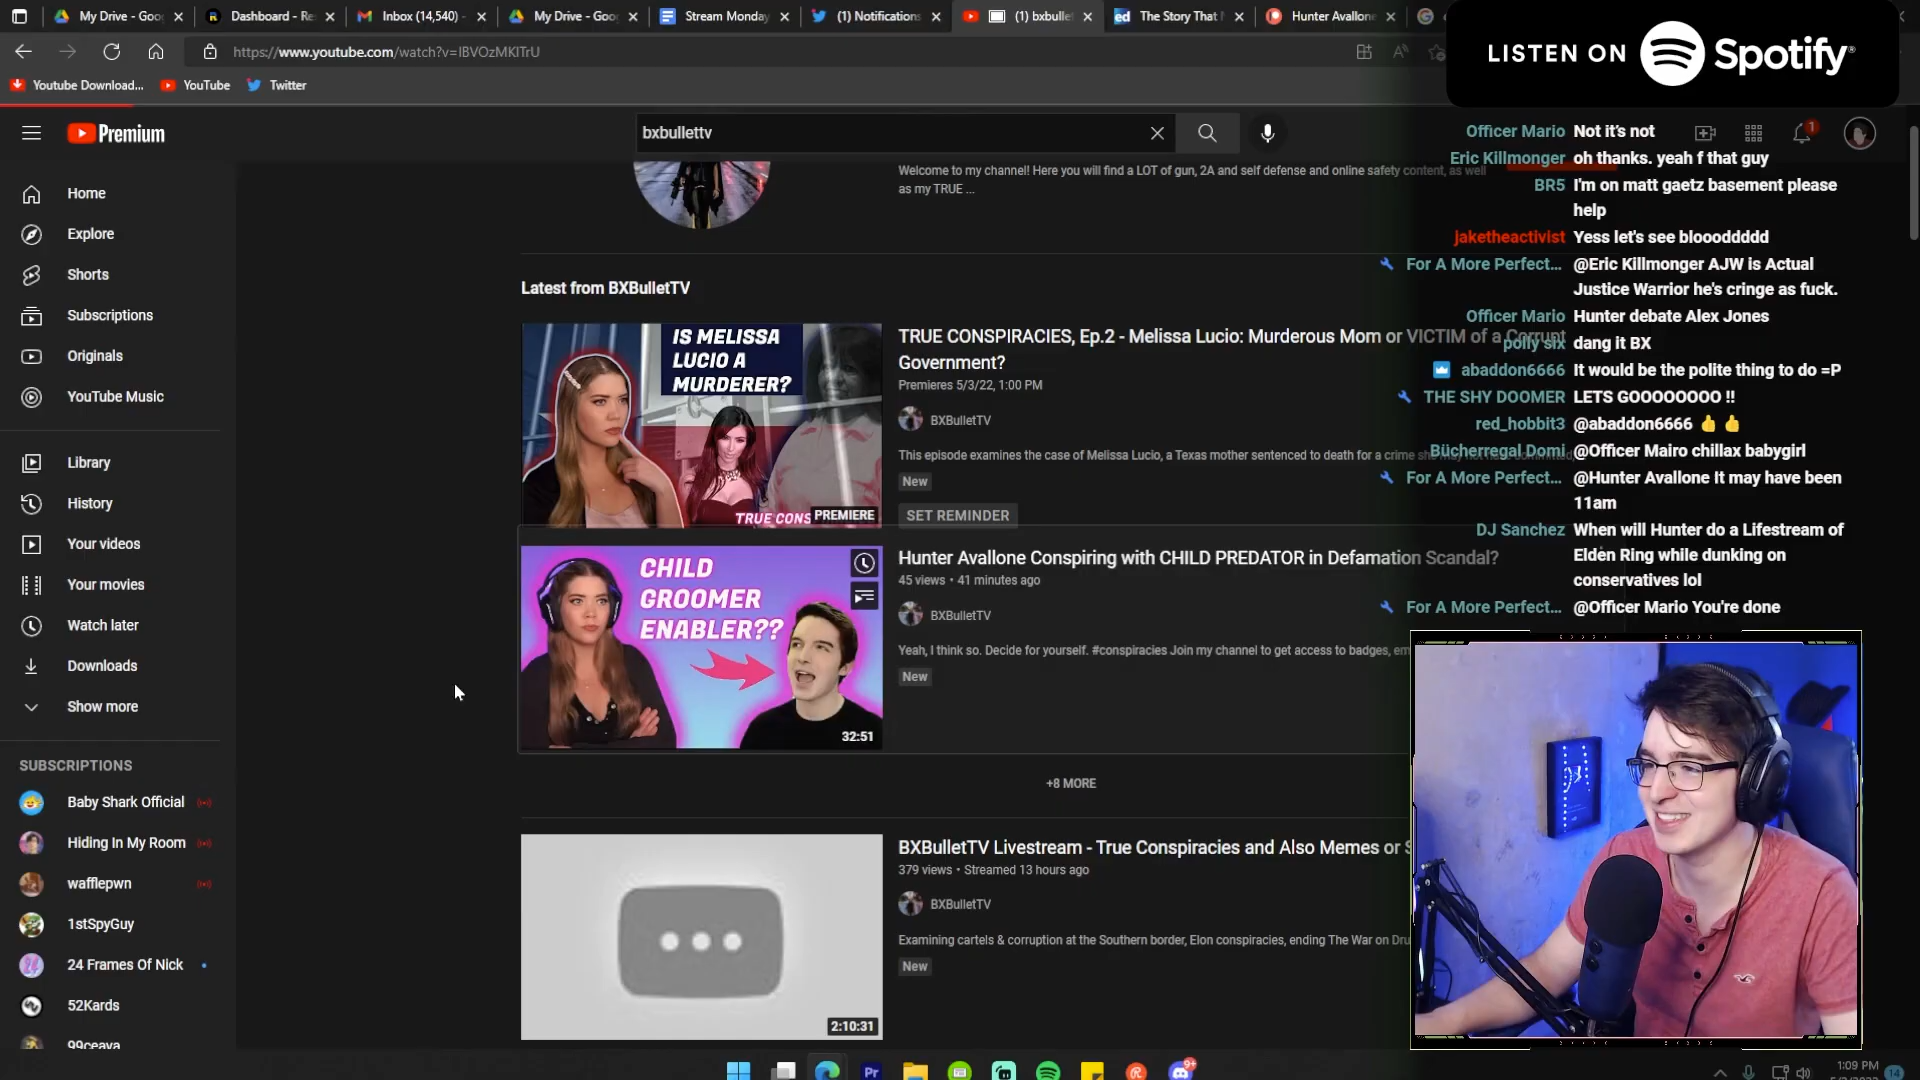 My Drive - Goo
Dashboard - Re
Inbox (14,540) -
My Drive - Goo
Stream Monday
(1) Notifications
(1) bxbulle
The Story That
Hunter Avallone
https://www.youtube.com/watch?v=IBVOzMKlTrU
Youtube Download...
YouTube
Twitter
LISTEN ON Spotify
Premium
bxbullettv
1
Home
Explore
Shorts
Subscriptions
Originals
YouTube Music
Library
History
Your videos
Your movies
Watch later
Downloads
Show more
SUBSCRIPTIONS
Baby Shark Official
Hiding In My Room
wafflepwn
1stSpyGuy
24 Frames Of Nick
52Kards
99ceava
Welcome to my channel! Here you will find a LOT of gun, 2A and self defense and online safety content, as well
as my TRUE ...
Latest from BXBulletTV
IS MELISSA
LUCIO A
MURDERER?
TRUE CONS
PREMIERE
TRUE CONSPIRACIES, Ep.2 - Melissa Lucio: Murderous Mom or VICTIM of a Corrupt
Government?
Premieres 5/3/22, 1:00 PM
BXBulletTV
This episode examines the case of Melissa Lucio, a Texas mother sentenced to death for a crime she may not have
New
SET REMINDER
CHILD
GROOMER
ENABLER??
32:51
Hunter Avallone Conspiring with CHILD PREDATOR in Defamation Scandal?
45 views • 41 minutes ago
BXBulletTV
Yeah, I think so. Decide for yourself. #conspiracies Join my channel to get access to badges, em
New
+8 MORE
2:10:31
BXBulletTV Livestream - True Conspiracies and Also Memes or S
379 views • Streamed 13 hours ago
BXBulletTV
Examining cartels & corruption at the Southern border, Elon conspiracies, ending The War on Dru
New
Officer Mario Not it's not
Eric Killmonger oh thanks. yeah f that guy
BR5 I'm on matt gaetz basement please
help
jaketheactivist Yess let's see blooodddd
For A More Perfect... @Eric Killmonger AJW is Actual
Justice Warrior he's cringe as fuck.
Officer Mario Hunter debate Alex Jones
polly six dang it BX
abaddon6666 It would be the polite thing to do =P
THE SHY DOOMER LETS GOOOOOOO !!
red_hobbit3 @abaddon6666 👍 👍
Bücherregal Domi @Officer Mairo chillax babygirl
For A More Perfect... @Hunter Avallone It may have been
11am
DJ Sanchez When will Hunter do a Lifestream of
Elden Ring while dunking on
conservatives lol
For A More Perfect... @Officer Mario You're done
9+
1:09 PM
14